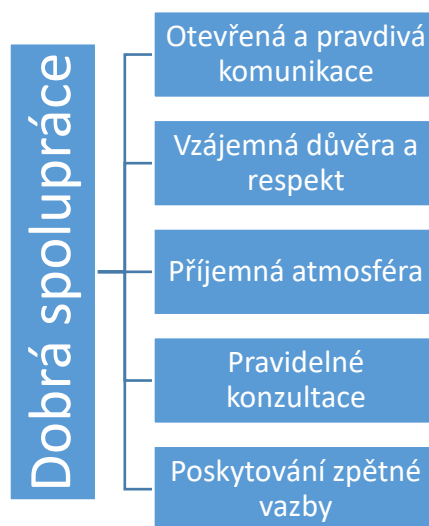 Dobrá spolupráce
Otevřená a pravdivá
komunikace
Vzájemná důvěra a
respekt
Příjemná atmosféra
Pravidelné
konzultace
Poskytování zpětné
vazby